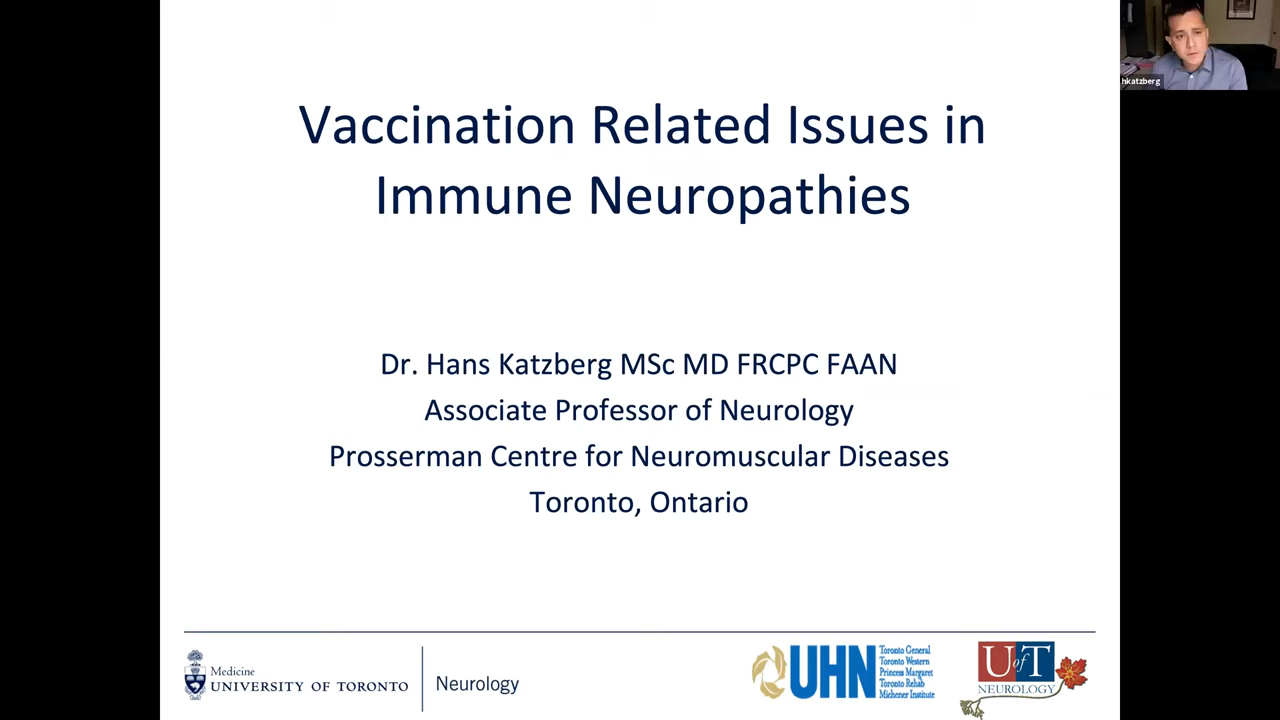 hkatzberg
Vaccination Related Issues in
Immune Neuropathies
Dr. Hans Katzberg MSc MD FRCPC FAAN
Associate Professor of Neurology
Prosserman Centre for Neuromuscular Diseases
Toronto, Ontario
Medicine
UNIVERSITY OF TORONTO
Neurology
UHN
Toronto General
Toronto Western
Princess Margaret
Toronto Rehab
Michener Institute
U of T
NEUROLOGY